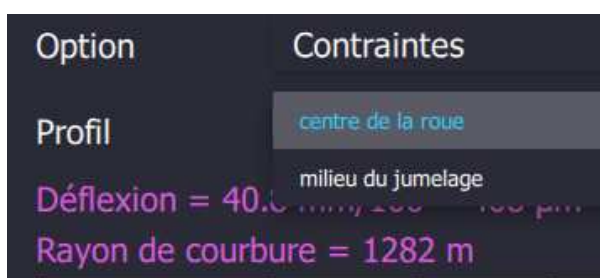 Option Contraintes
Profil centre de la roue
milieu du jumelage
Déflexion = 40.
Rayon de courbure = 1282 m